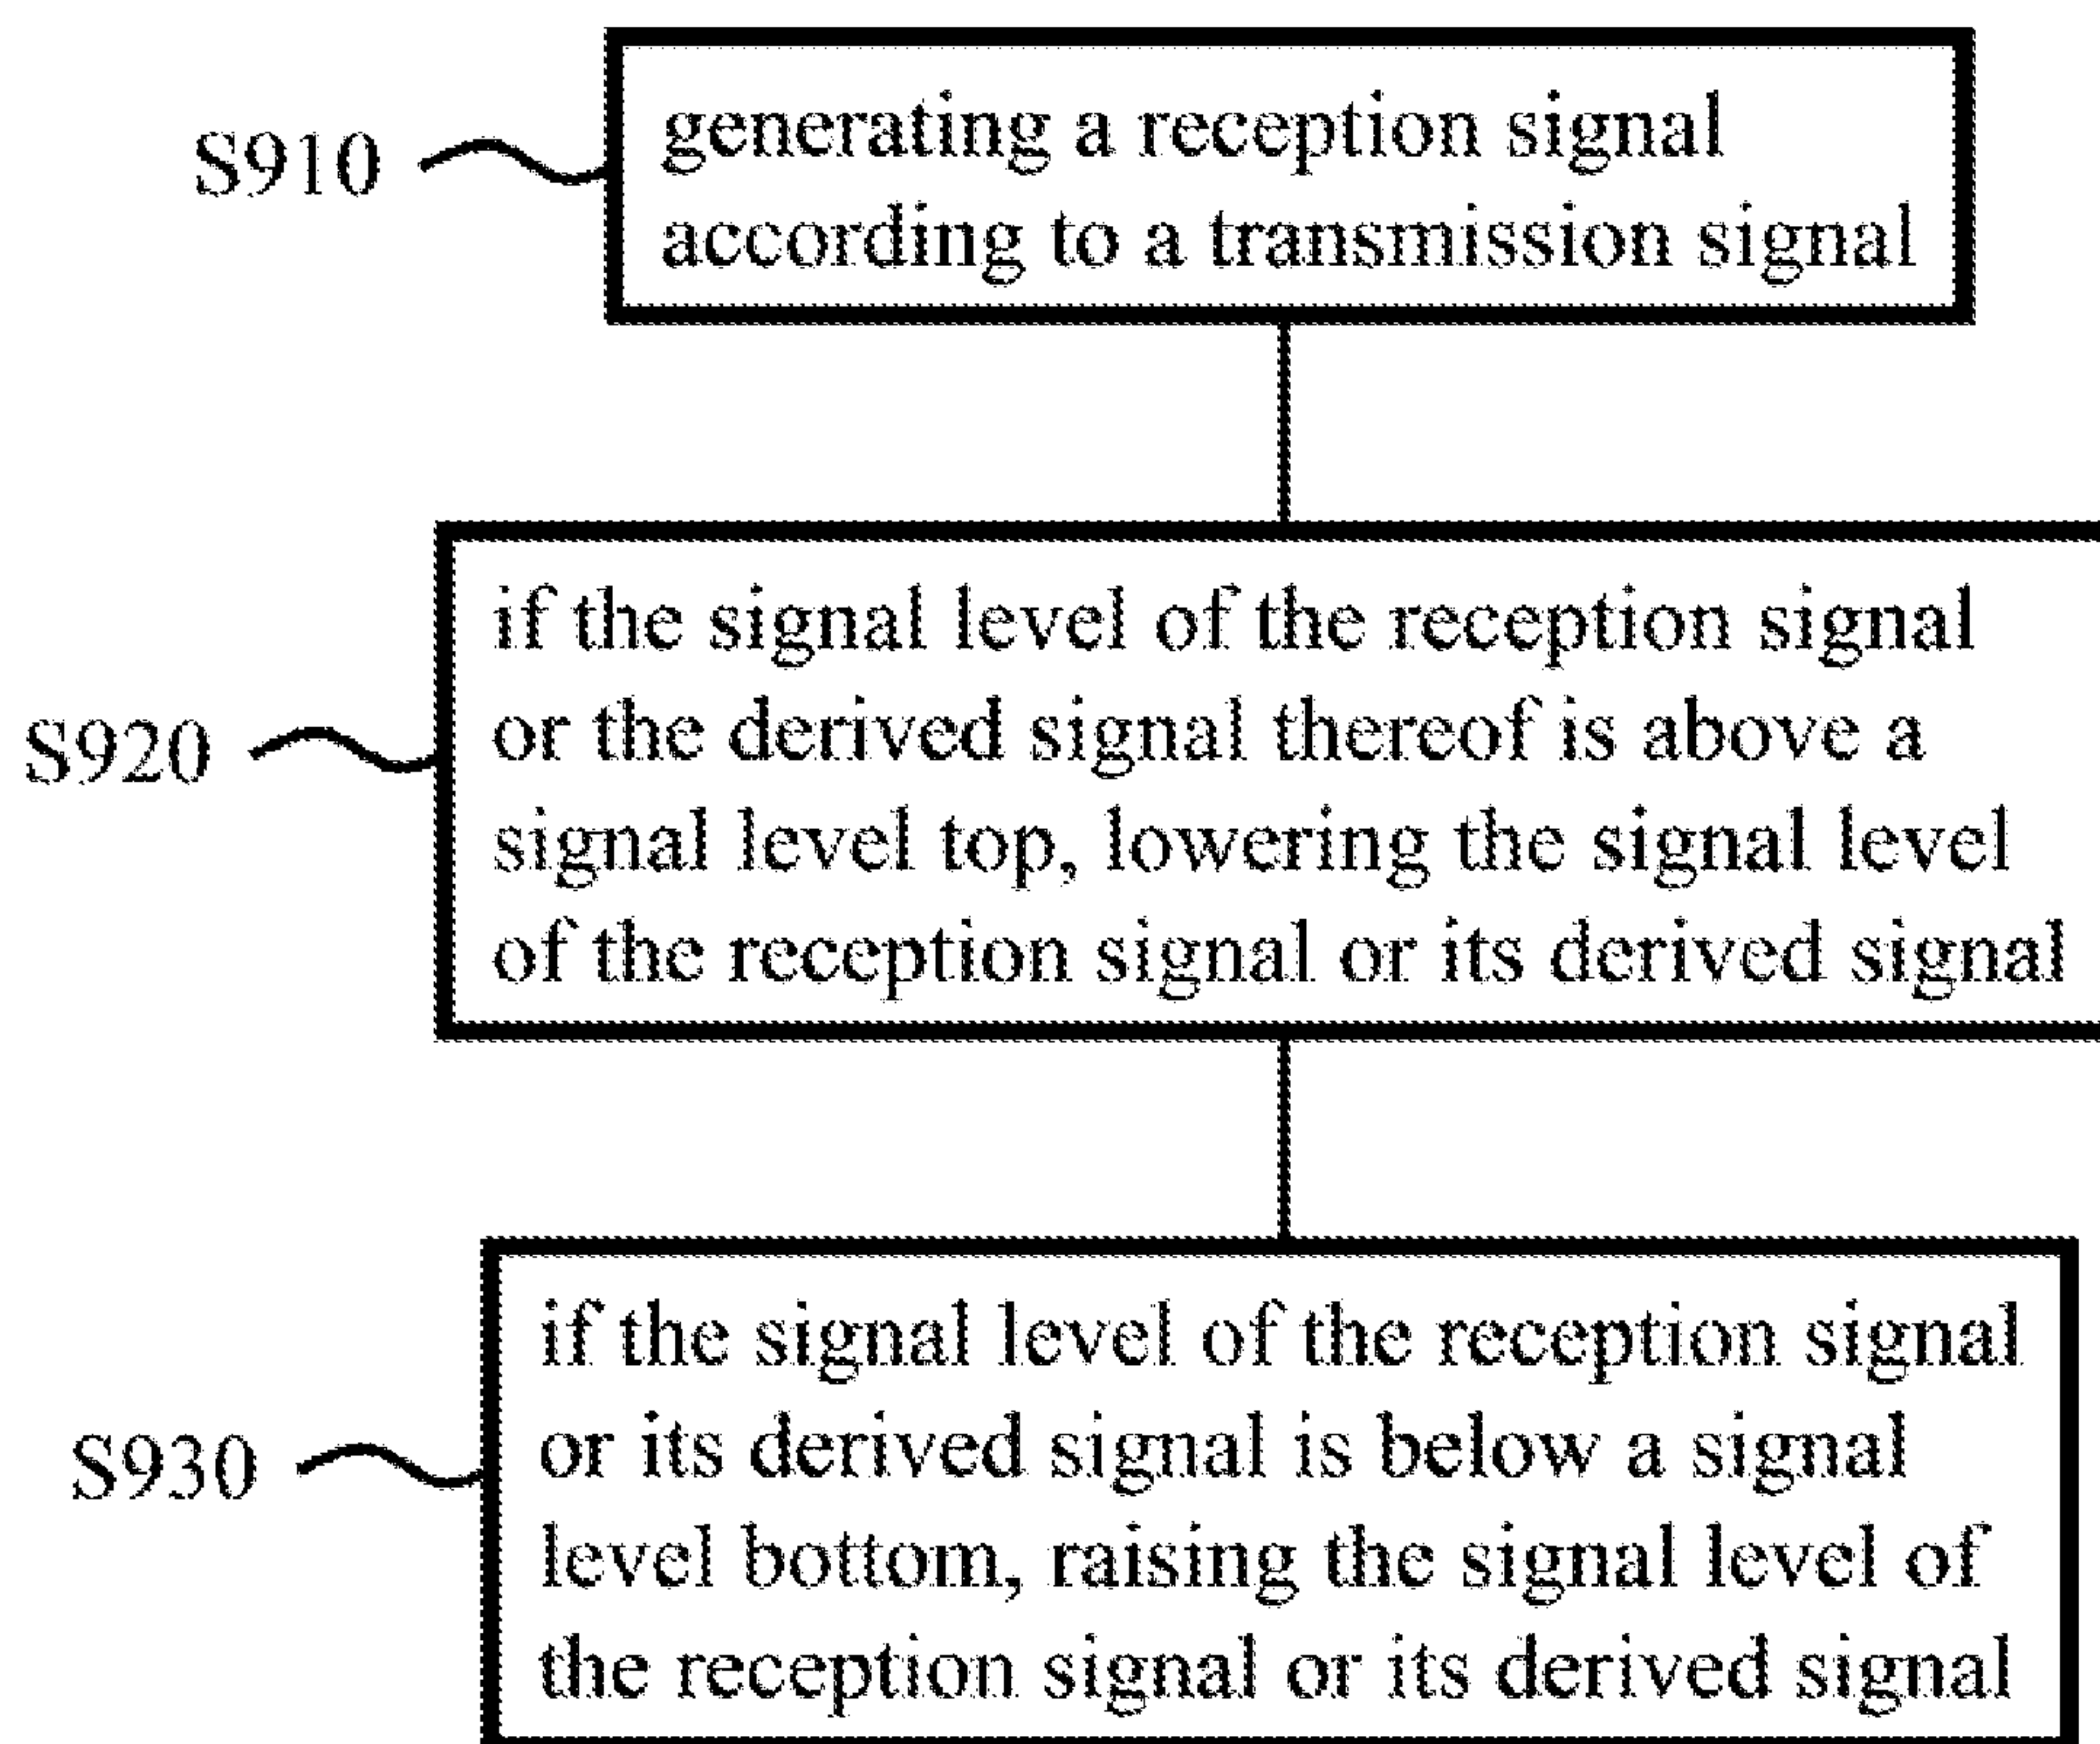 S910
generating a reception signal
according to a transmission signal
S920
if the signal level of the reception signal
or the derived signal thereof is above a
signal level top, lowering the signal level
of the reception signal or its derived signal
S930
if the signal level of the reception signal
or its derived signal is below a signal
level bottom, raising the signal level of
the reception signal or its derived signal